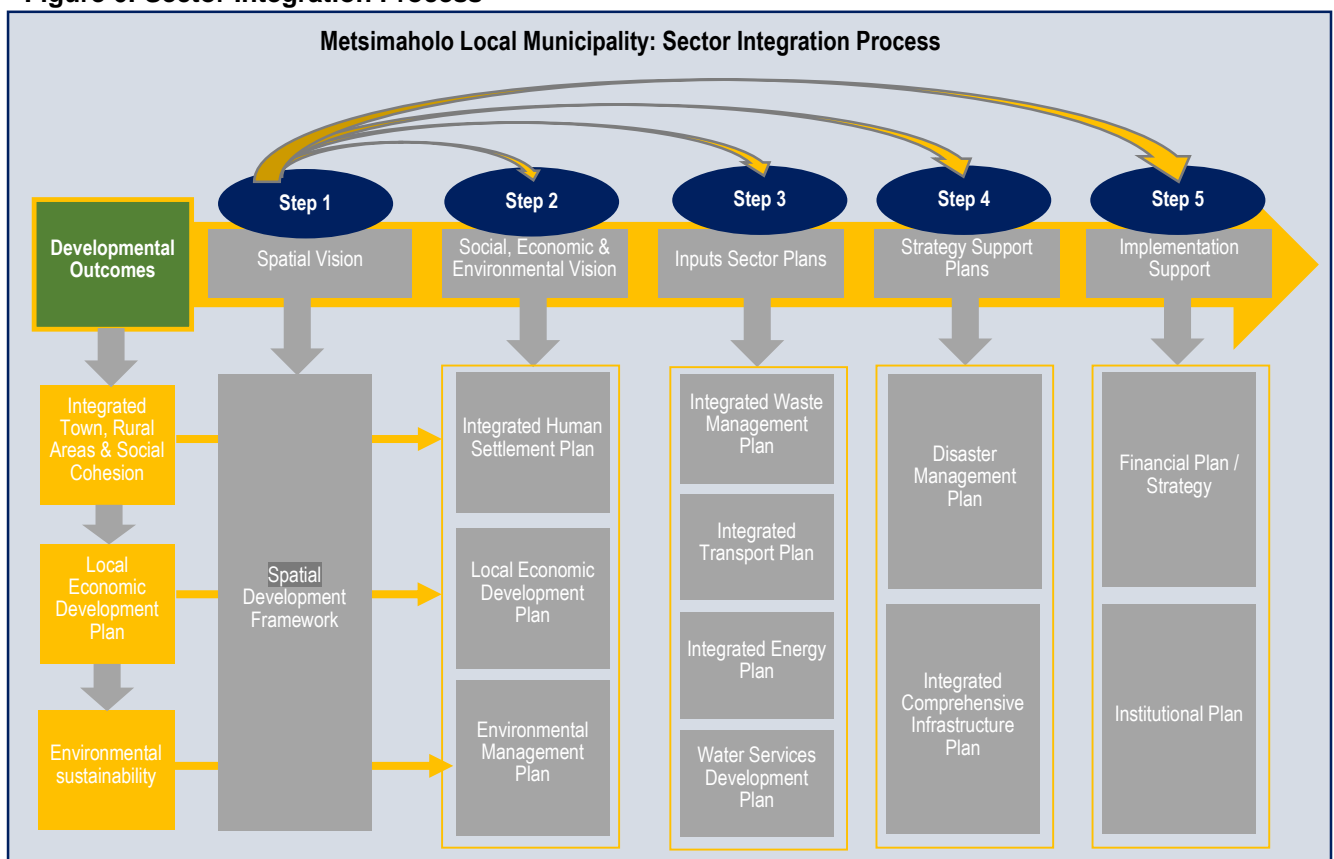 Metsimaholo Local Municipality: Sector Integration Process
Step 1
Step 2
Step 3
Step 4
Step 5
Developmental
Outcomes
Spatial Vision
Social, Economic &
Environmental Vision
Inputs Sector Plans
Strategy Support
Plans
Implementation
Support
Integrated
Town, Rural
Areas & Social
Cohesion
Local
Economic
Development
Plan
Environmental
sustainability
Spatial
Development
Framework
Integrated Human
Settlement Plan
Local Economic
Development
Plan
Environmental
Management
Plan
Integrated Waste
Management
Plan
Integrated
Transport Plan
Integrated Energy
Plan
Water Services
Development
Plan
Disaster
Management
Plan
Integrated
Comprehensive
Infrastructure
Plan
Financial Plan /
Strategy
Institutional Plan